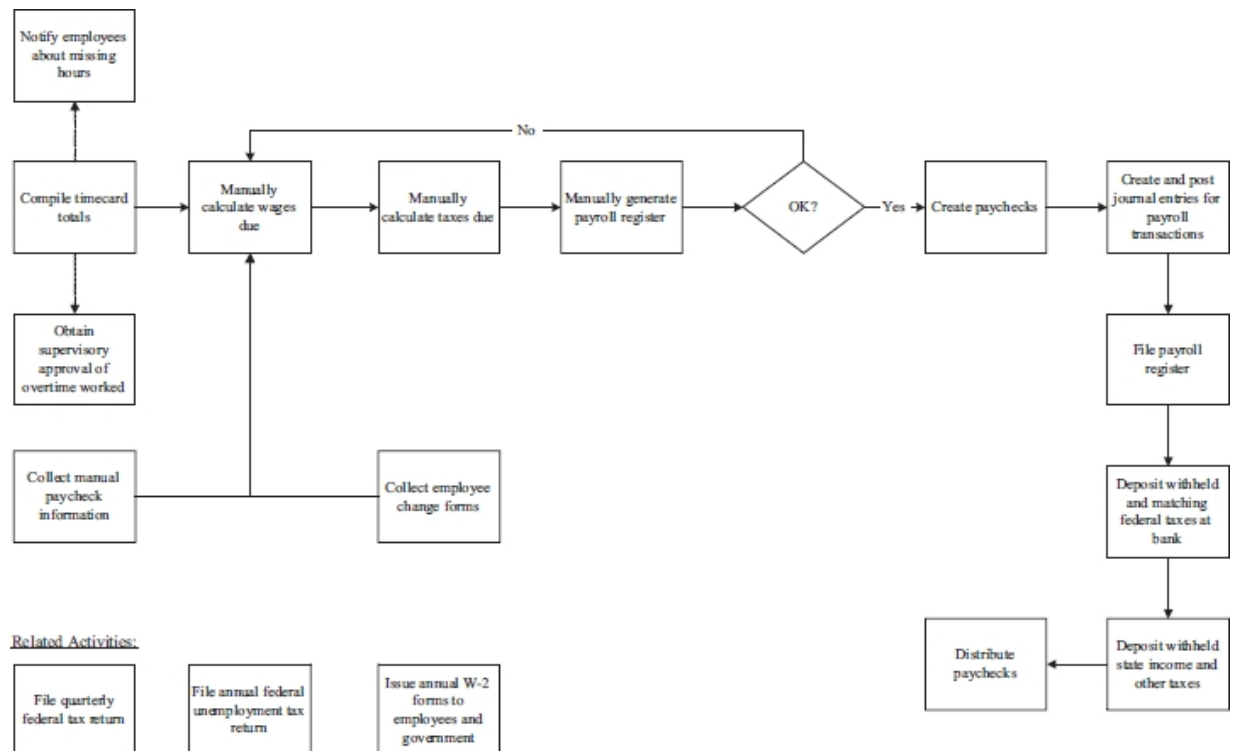 Notify employees
about missing
hours
No
Compile timecard
totals
Manually
calculate wages
due
Manually
calculate taxes due
Manually generate
payroll register
OK?
Yes
Create paychecks
Create and post
journal entries for
payroll
transactions
Obtain
supervisory
approval of
overtime worked
File payroll
register
Collect manual
paycheck
information
Collect employee
change forms
Deposit withheld
and matching
federal taxes at
bank
Distribute
paychecks
Deposit withheld
state income and
other taxes
Related Activities:
File quarterly
federal tax return
File annual federal
unemployment tax
return
Issue annual W-2
forms to
employees and
government